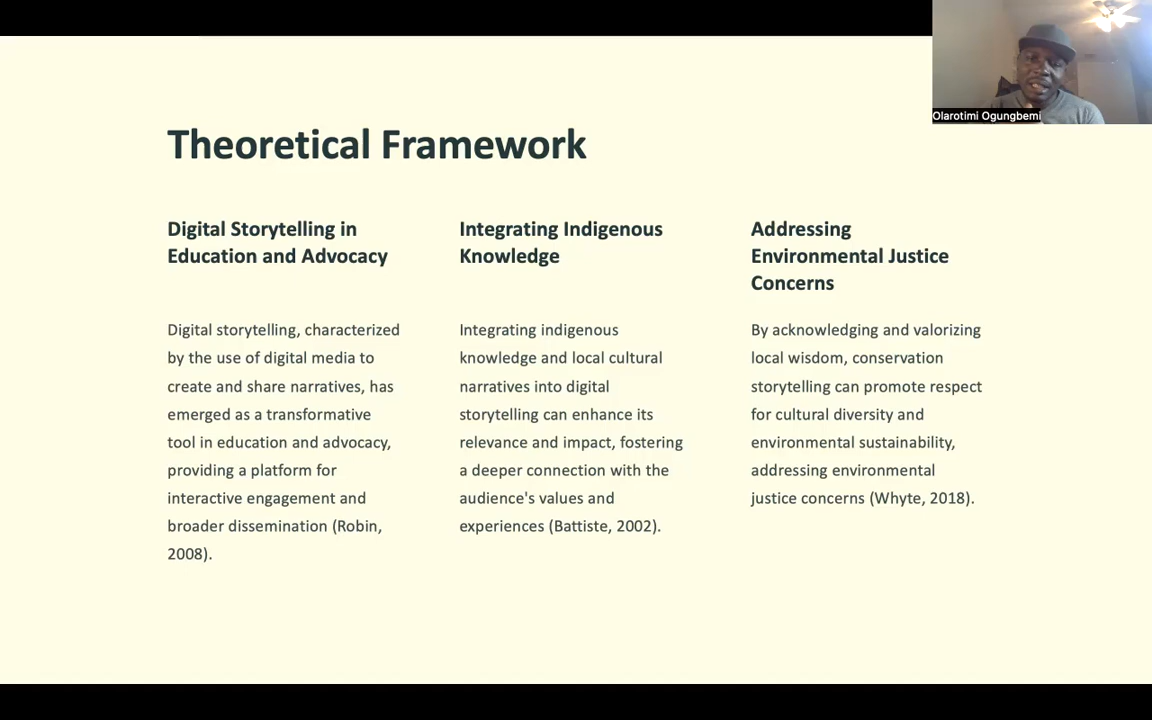 Olarotimi Ogungbemi
Theoretical Framework
Digital Storytelling in
Education and Advocacy
Digital storytelling, characterized
by the use of digital media to
create and share narratives, has
emerged as a transformative
tool in education and advocacy,
providing a platform for
interactive engagement and
broader dissemination (Robin,
2008).
Integrating Indigenous
Knowledge
Integrating indigenous
knowledge and local cultural
narratives into digital
storytelling can enhance its
relevance and impact, fostering
a deeper connection with the
audience's values and
experiences (Battiste, 2002).
Addressing
Environmental Justice
Concerns
By acknowledging and valorizing
local wisdom, conservation
storytelling can promote respect
for cultural diversity and
environmental sustainability,
addressing environmental
justice concerns (Whyte, 2018).